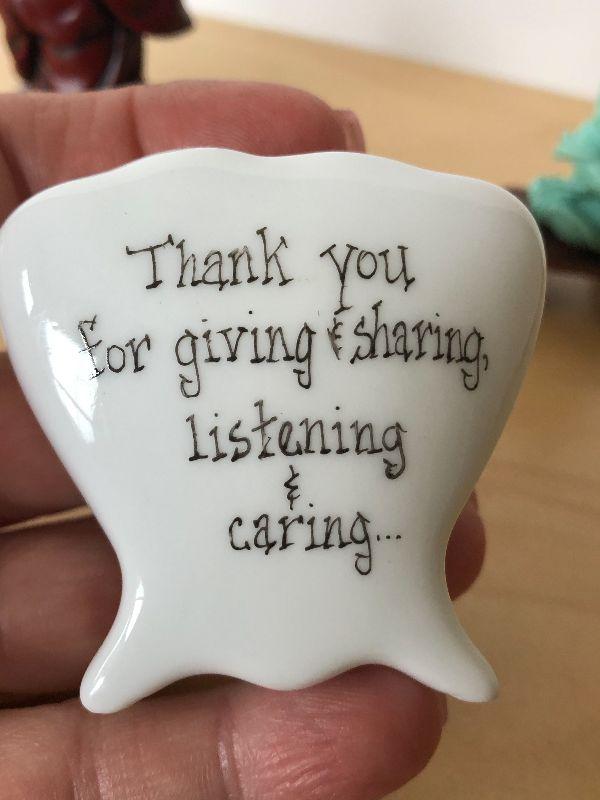 Thank you
for giving & sharing,
listening
&
caring...